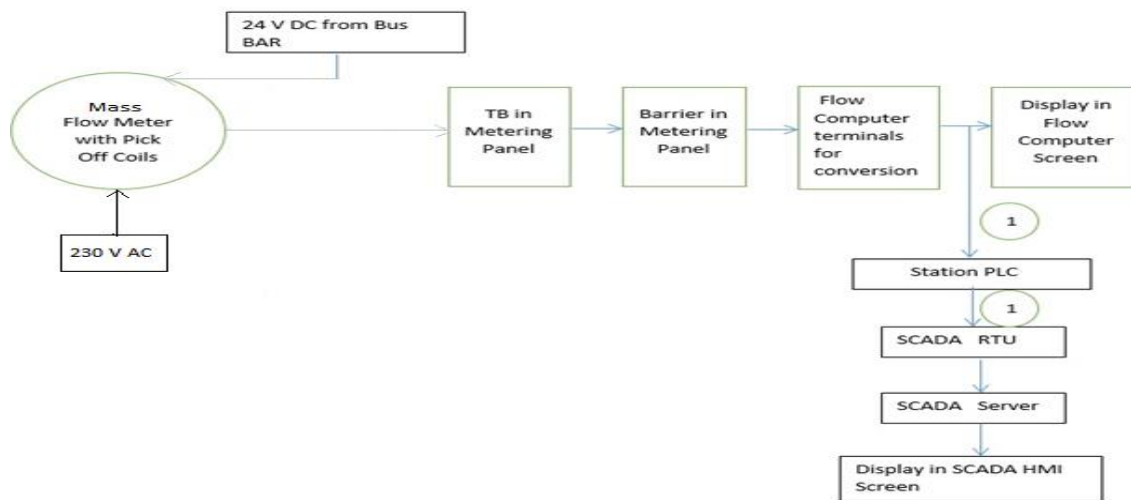 24 V DC from Bus
BAR
Mass
Flow Meter
with Pick
Off Coils
230 V AC
TB in
Metering
Panel
Barrier in
Metering
Panel
Flow
Computer
terminals
for
conversion
Display in
Flow
Computer
Screen
1
Station PLC
1
SCADA RTU
SCADA Server
Display in SCADA HMI
Screen